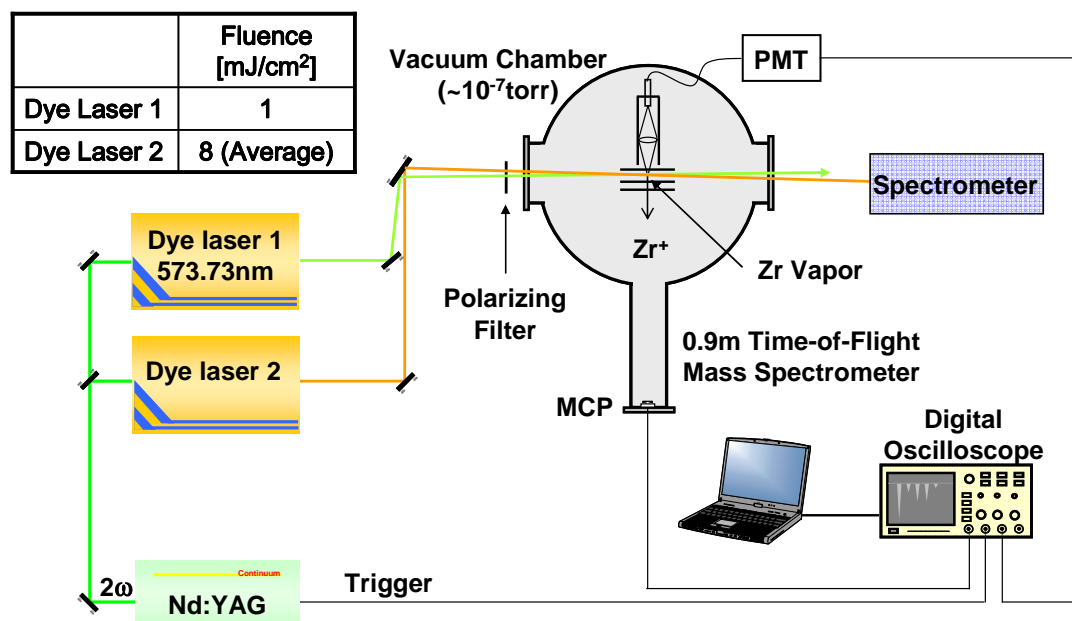 Fluence
[mJ/cm²]
Dye Laser 1
1
Dye Laser 2
8 (Average)
Vacuum Chamber
(~10⁻⁷torr)
PMT
Spectrometer
Dye laser 1
573.73nm
Zr⁺
Zr Vapor
Polarizing
Filter
0.9m Time-of-Flight
Mass Spectrometer
Dye laser 2
MCP
Digital
Oscilloscope
2ω
Continuum
Nd:YAG
Trigger